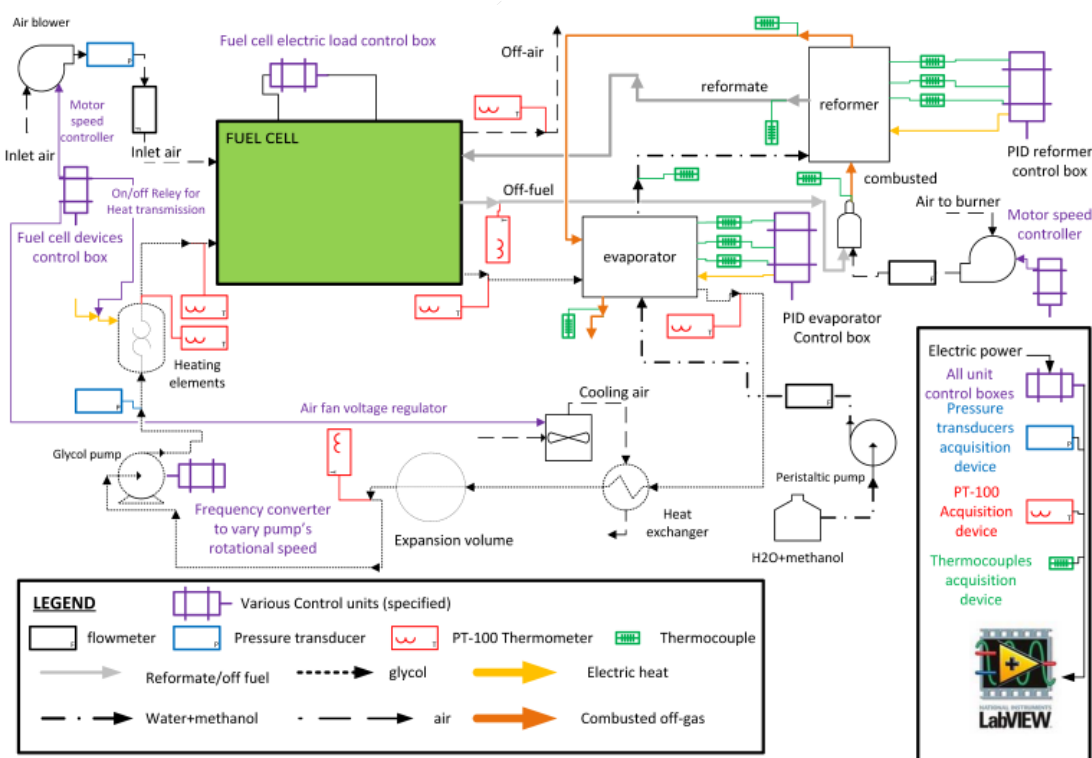 Air blower
Fuel cell electric load control box
Off-air
P
Motor
speed
controller
F
Inlet air
Inlet air
FUEL CELL
T
reformate
reformer
PID reformer
control box
On/off Reley for
Heat transmission
Fuel cell devices
control box
Off-fuel
T
combusted
Air to burner
Motor speed
controller
evaporator
F
T
T
T
T
PID evaporator
Control box
Heating
elements
P
Air fan voltage regulator
Cooling air
F
Glycol pump
T
Peristaltic pump
Frequency converter
to vary pump's
rotational speed
Expansion volume
Heat
exchanger
H2O+methanol
Electric power
All unit
control boxes
Pressure
transducers
acquisition
device
P
PT-100
Acquisition
device
T
Thermocouples
acquisition
device
NATIONAL INSTRUMENTS
LabVIEW
LEGEND
Various Control units (specified)
F
flowmeter
P
Pressure transducer
T
PT-100 Thermometer
Thermocouple
Reformate/off fuel
glycol
Electric heat
Water+methanol
air
Combusted off-gas